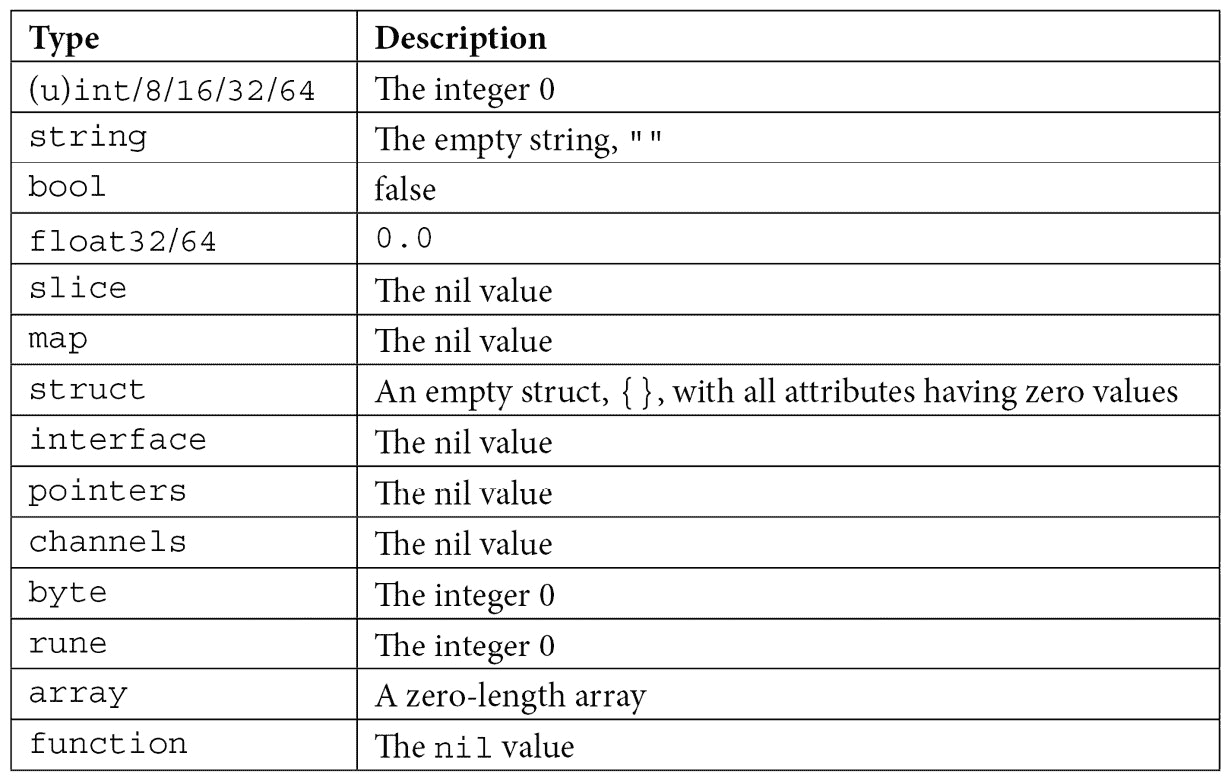 Type Description
(u)int/8/16/32/64 The integer 0
string The empty string, ""
bool false
float32/64 0.0
slice The nil value
map The nil value
struct An empty struct, {}, with all attributes having zero values
interface The nil value
pointers The nil value
channels The nil value
byte The integer 0
rune The integer 0
array A zero-length array
function The nil value